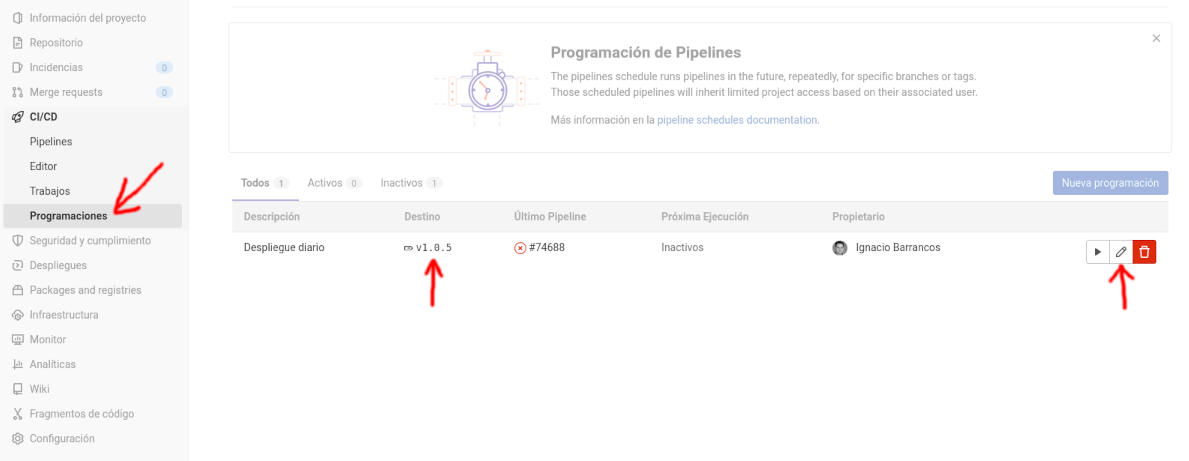 Información del proyecto
Repositorio
Incidencias 0
Merge requests 0
CI/CD
Pipelines
Editor
Trabajos
Programaciones
Seguridad y cumplimiento
Despliegues
Packages and registries
Infraestructura
Monitor
Analíticas
Wiki
Fragmentos de código
Configuración
Programación de Pipelines
The pipelines schedule runs pipelines in the future, repeatedly, for specific branches or tags.
Those scheduled pipelines will inherit limited project access based on their associated user.
Más información en la pipeline schedules documentation.
Todos 1 Activos 0 Inactivos 1 Nueva programación
Descripción Destino Último Pipeline Próxima Ejecución Propietario
Despliegue diario v1.0.5 #74688 Inactivos Ignacio Barrancos